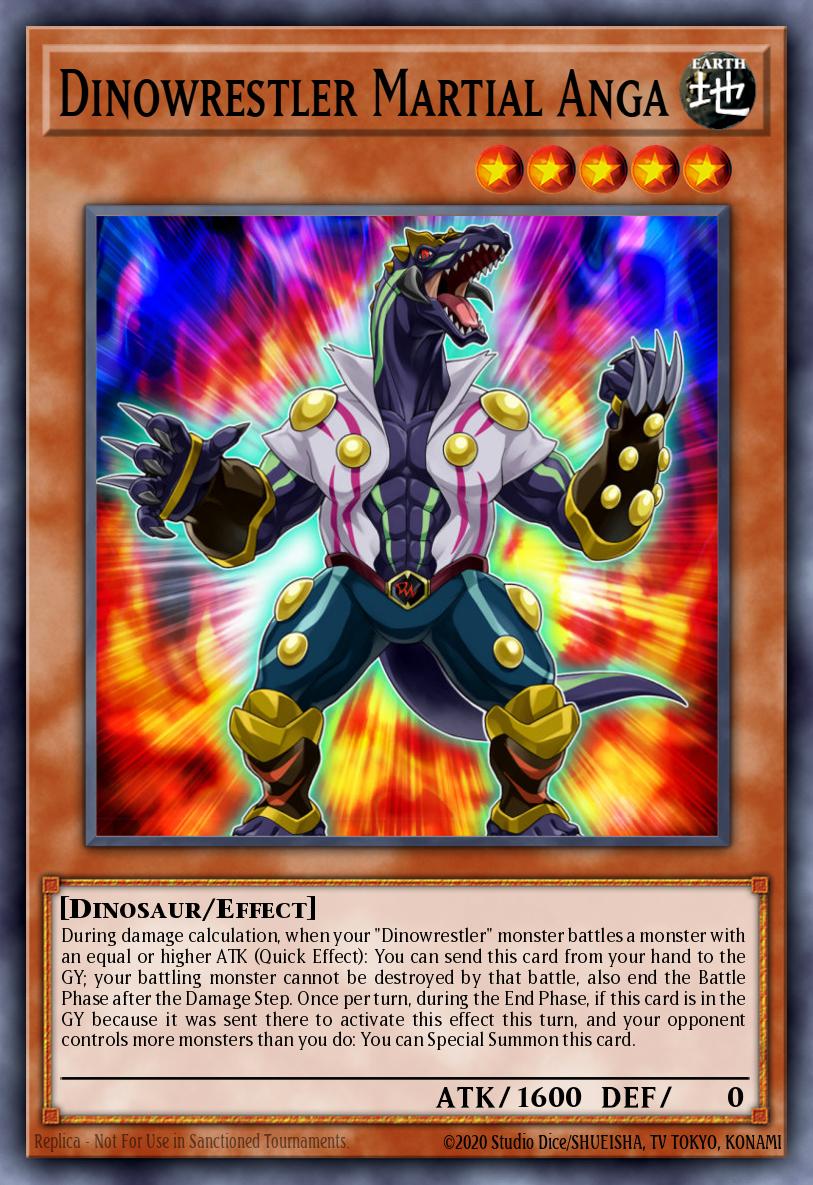 Dinowrestler Martial Anga
EARTH
地
DW
[Dinosaur/Effect]
During damage calculation, when your "Dinowrestler" monster battles a monster with
an equal or higher ATK (Quick Effect): You can send this card from your hand to the
GY; your battling monster cannot be destroyed by that battle, also end the Battle
Phase after the Damage Step. Once per turn, during the End Phase, if this card is in the
GY because it was sent there to activate this effect this turn, and your opponent
controls more monsters than you do: You can Special Summon this card.
ATK/1600 DEF/ 0
Replica - Not For Use in Sanctioned Tournaments.
©2020 Studio Dice/SHUEISHA, TV TOKYO, KONAMI